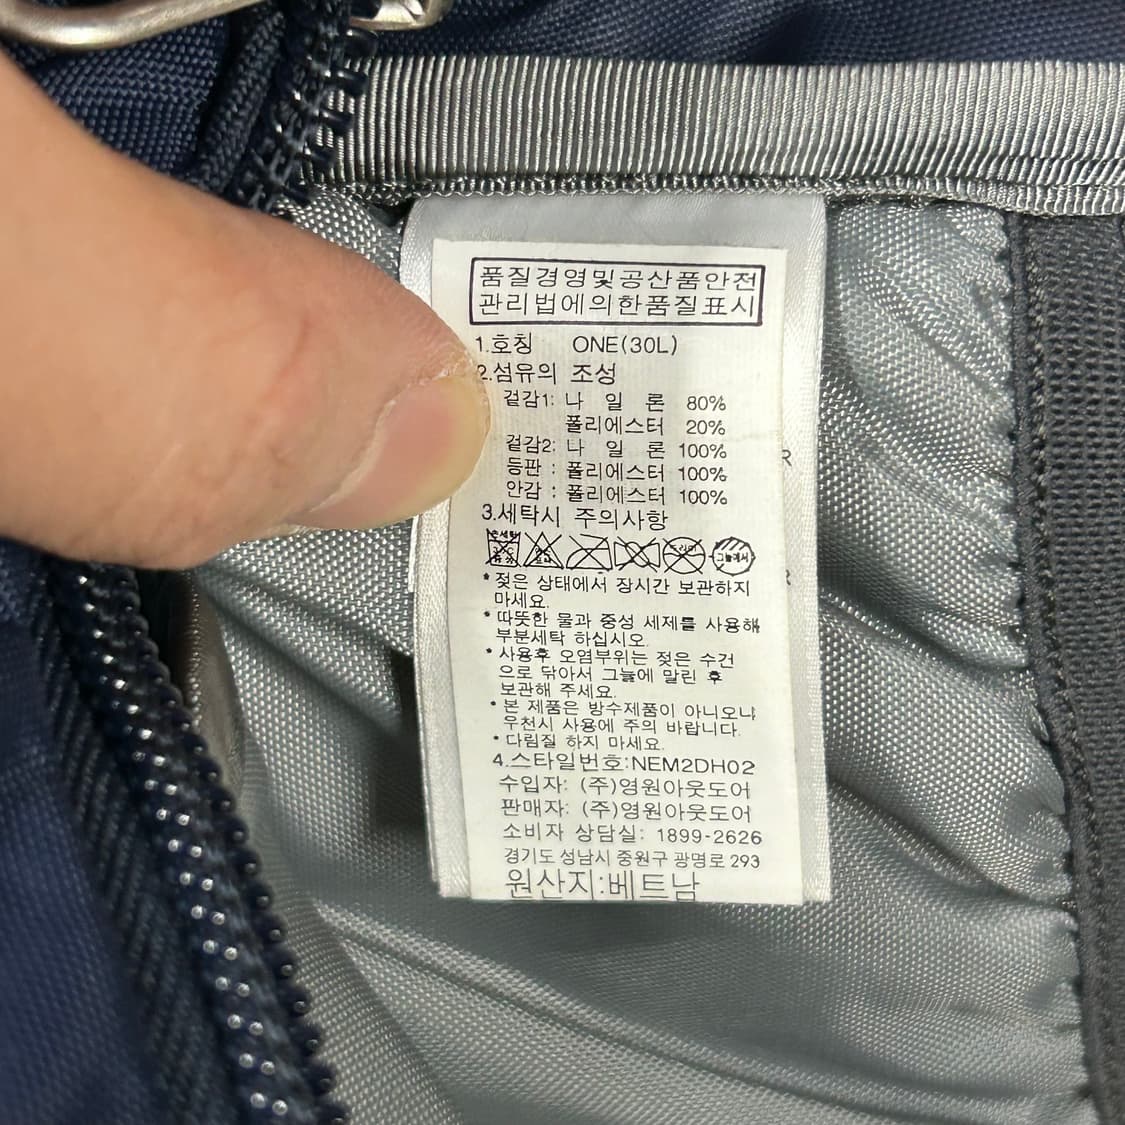 품질경영및공산품안전
관리법에의한품질표시
1.호칭 ONE(30L)
2.섬유의 조성
겉감1: 나 일 론 80%
폴리에스터 20%
겉감2: 나 일 론 100%
등판 : 폴리에스터 100%
안감 : 폴리에스터 100%
3.세탁시 주의사항
드라이 그늘에서
* 젖은 상태에서 장시간 보관하지
마세요.
* 따뜻한 물과 중성 세제를 사용해
부분세탁 하십시오.
* 사용후 오염부위는 젖은 수건
으로 닦아서 그늘에 말린 후
보관해 주세요.
* 본 제품은 방수제품이 아니오니
우천시 사용에 주의 바랍니다.
* 다림질 하지 마세요.
4.스타일번호:NEM2DH02
수입자: (주)영원아웃도어
판매자: (주)영원아웃도어
소비자 상담실: 1899-2626
경기도 성남시 중원구 광명로 293
원산지:베트남